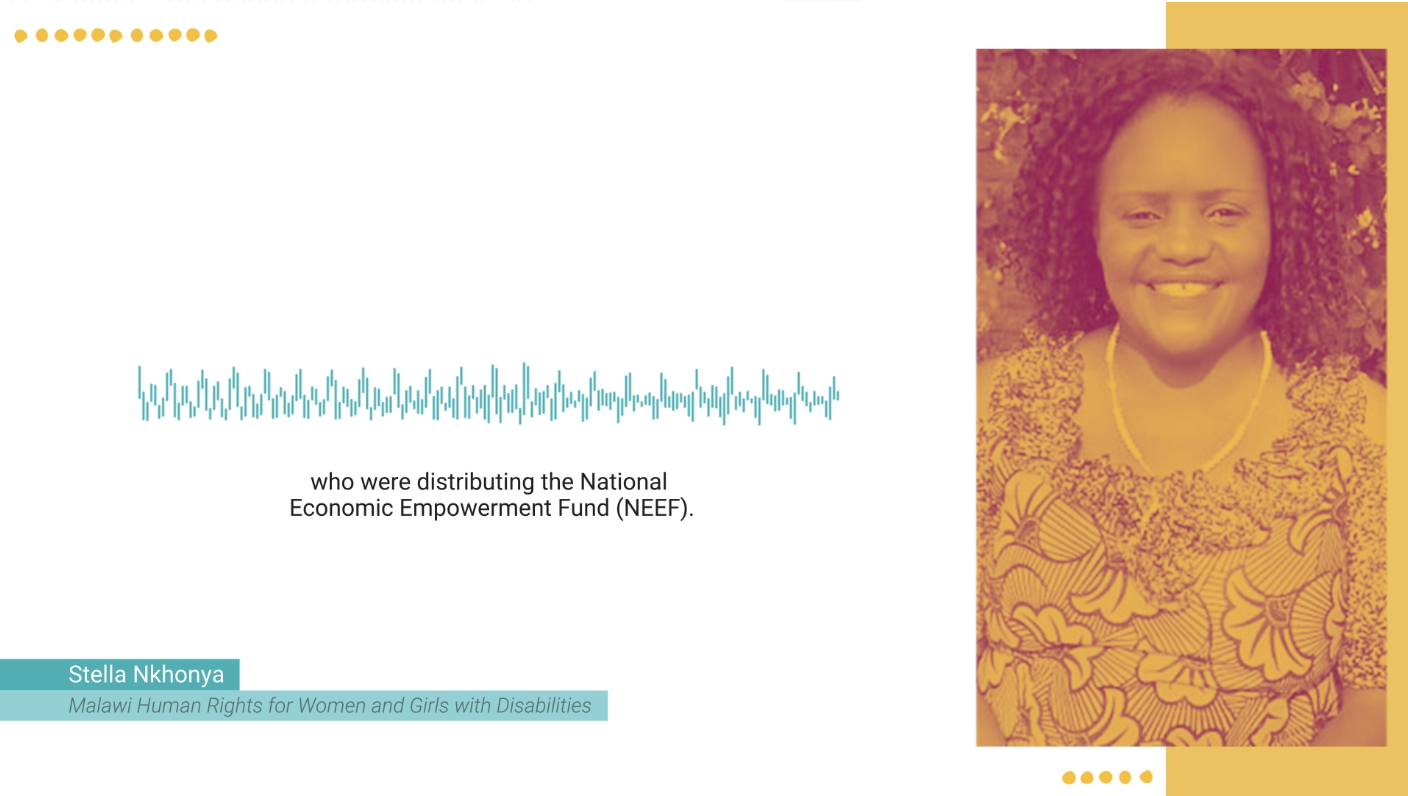 who were distributing the National
Economic Empowerment Fund (NEEF).
Stella Nkhonya
Malawi Human Rights for Women and Girls with Disabilities